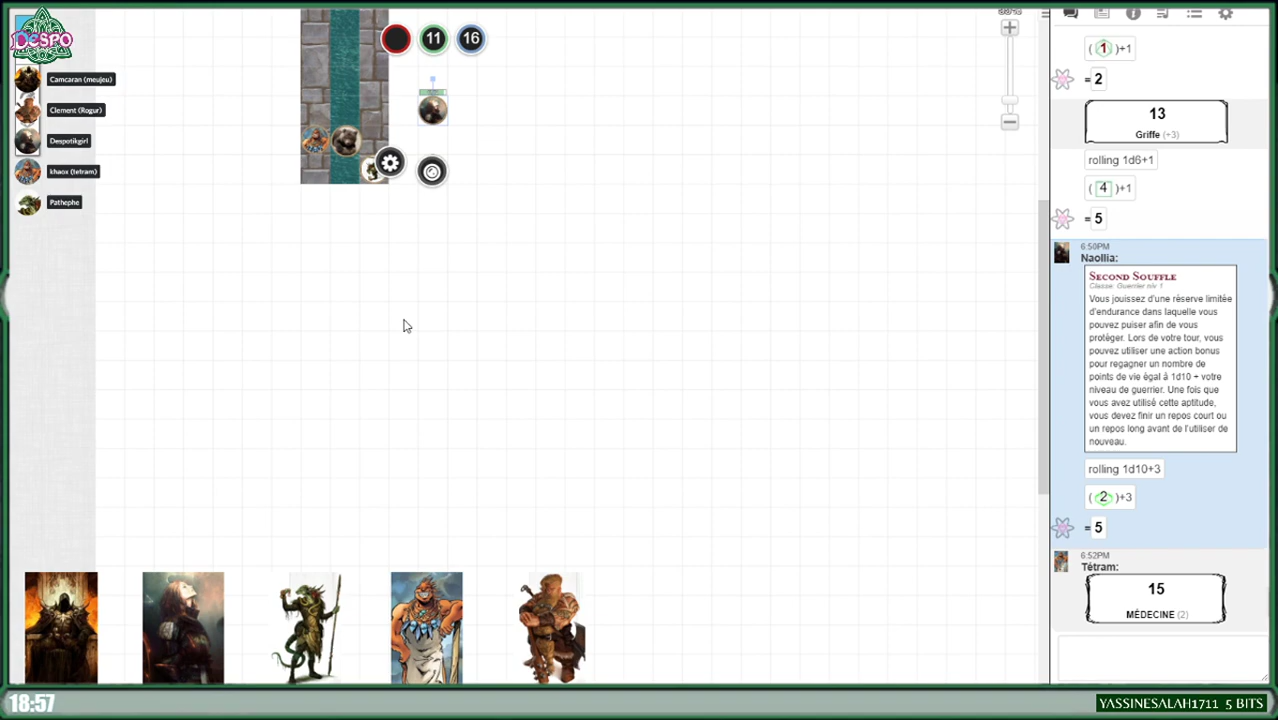 DESPO
Camcaran (meujeu)
Clement (Rogur)
Despotikgirl
khaox (tetram)
Pathephe
11
16
(1)+1
= 2
13
Griffe (+3)
rolling 1d6+1
(4)+1
= 5
6:50PM
Naollia:
SECOND SOUFFLE
Classe: Guerrier niv 1
Vous jouissez d'une réserve limitée
d'endurance dans laquelle vous
pouvez puiser afin de vous
protéger. Lors de votre tour, vous
pouvez utiliser une action bonus
pour regagner un nombre de
points de vie égal à 1d10 + votre
niveau de guerrier. Une fois que
vous avez utilisé cette aptitude,
vous devez finir un repos court ou
un repos long avant de l'utiliser de
nouveau.
rolling 1d10+3
(2)+3
= 5
6:52PM
Tétram:
15
MÉDECINE (2)
18:57
YASSINESALAH1711 5 BITS